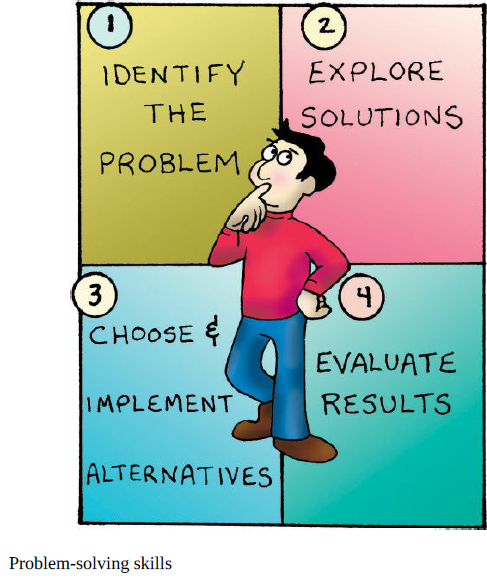 1
IDENTIFY
THE
PROBLEM
2
EXPLORE
SOLUTIONS
3
CHOOSE &
IMPLEMENT
ALTERNATIVES
4
EVALUATE
RESULTS
Problem-solving skills